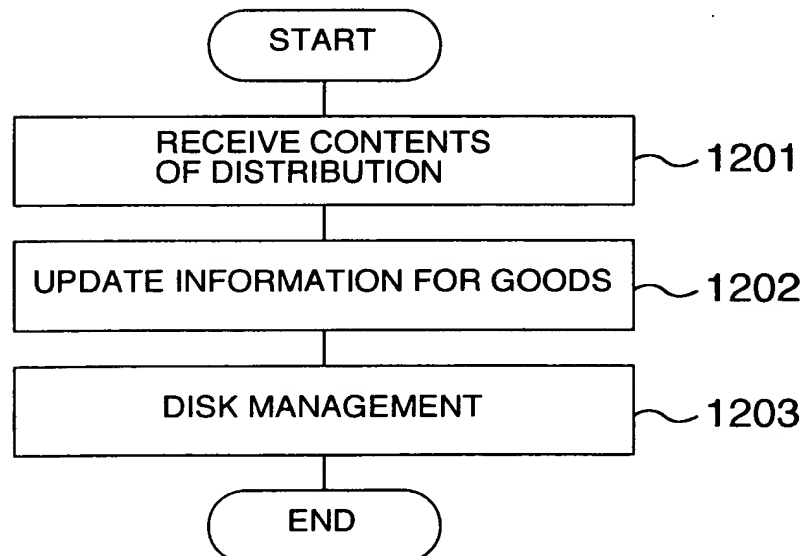 START
RECEIVE CONTENTS
OF DISTRIBUTION
1201
UPDATE INFORMATION FOR GOODS
1202
DISK MANAGEMENT
1203
END